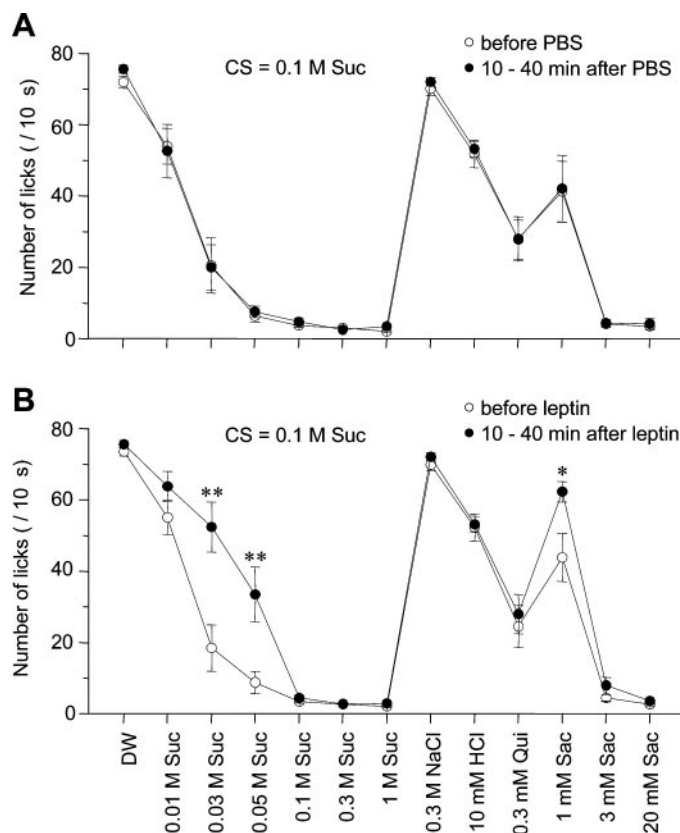 A
○ before PBS
CS = 0.1 M Suc
● 10 - 40 min after PBS
Number of licks ( / 10 s)
80
60
40
20
0
B
○ before leptin
CS = 0.1 M Suc
● 10 - 40 min after leptin
Number of licks ( / 10 s)
80
60
40
20
0
**
**
*
DW
0.01 M Suc
0.03 M Suc
0.05 M Suc
0.1 M Suc
0.3 M Suc
1 M Suc
0.3 M NaCl
10 mM HCl
0.3 mM Qui
1 mM Sac
3 mM Sac
20 mM Sac